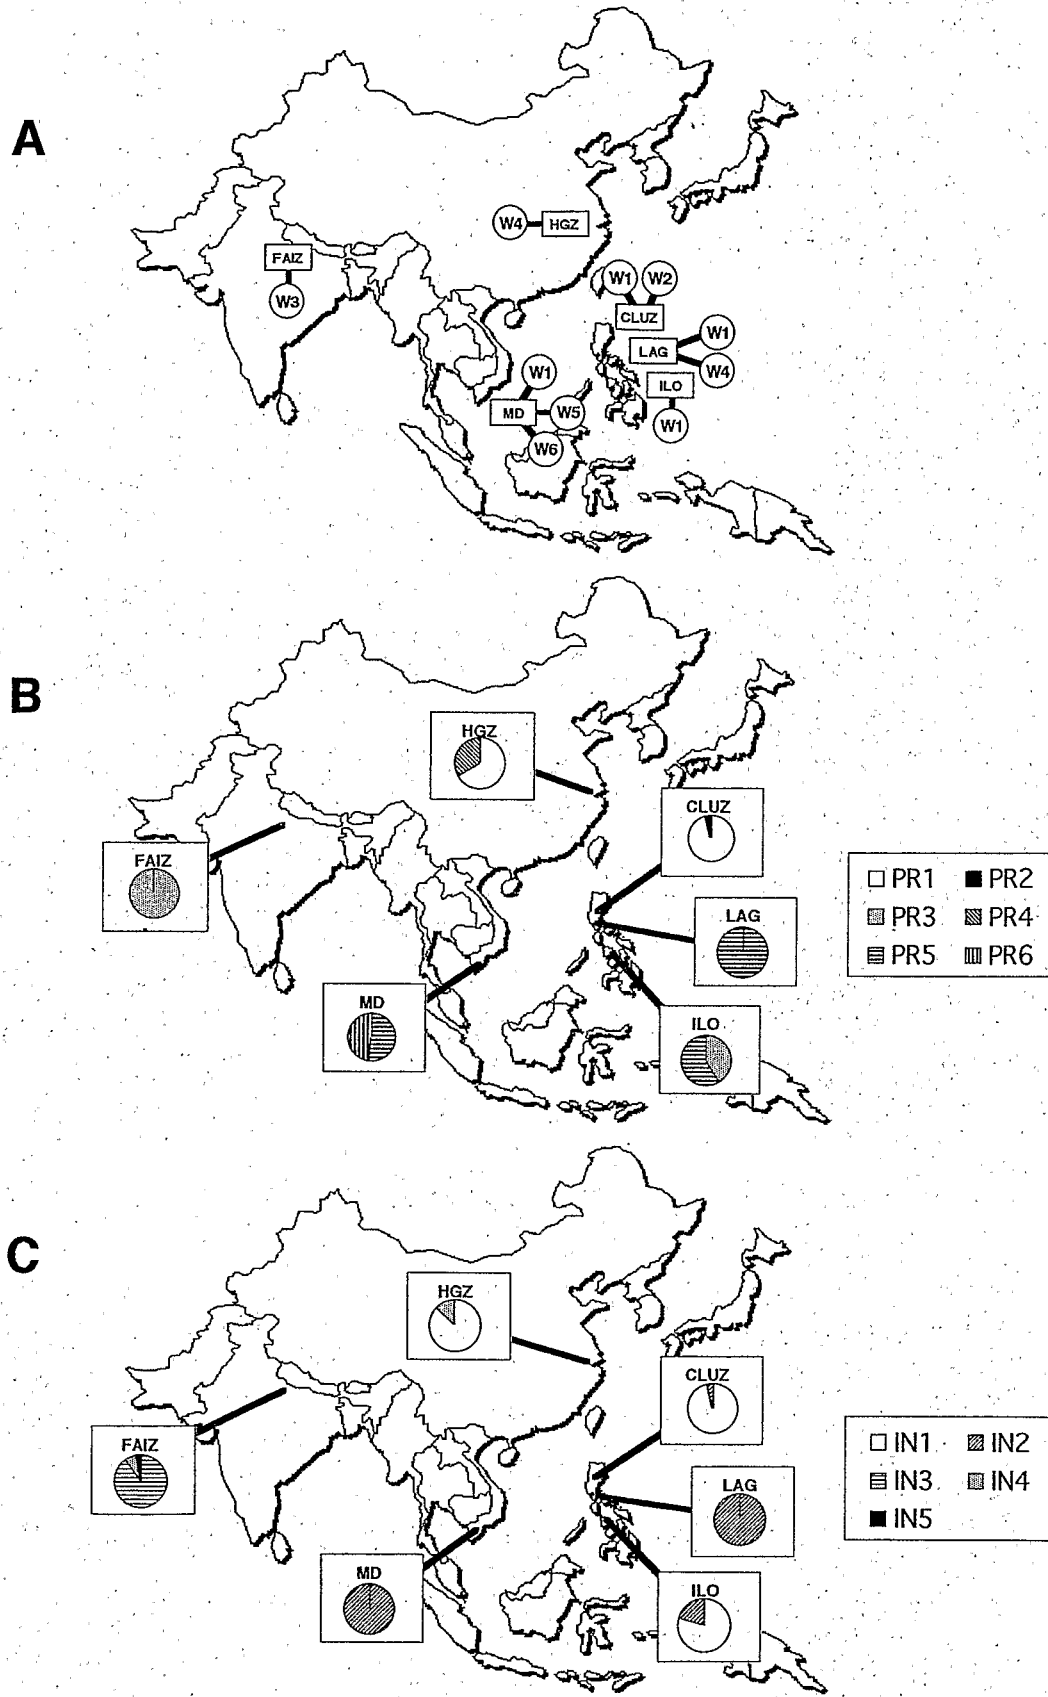 A
W4
HGZ
FAIZ
W3
W1
W2
CLUZ
W1
LAG
W4
ILO
W1
W1
MD
W5
W6
B
HGZ
CLUZ
FAIZ
LAG
MD
ILO
PR1
PR2
PR3
PR4
PR5
PR6
C
HGZ
CLUZ
FAIZ
LAG
MD
ILO
IN1
IN2
IN3
IN4
IN5